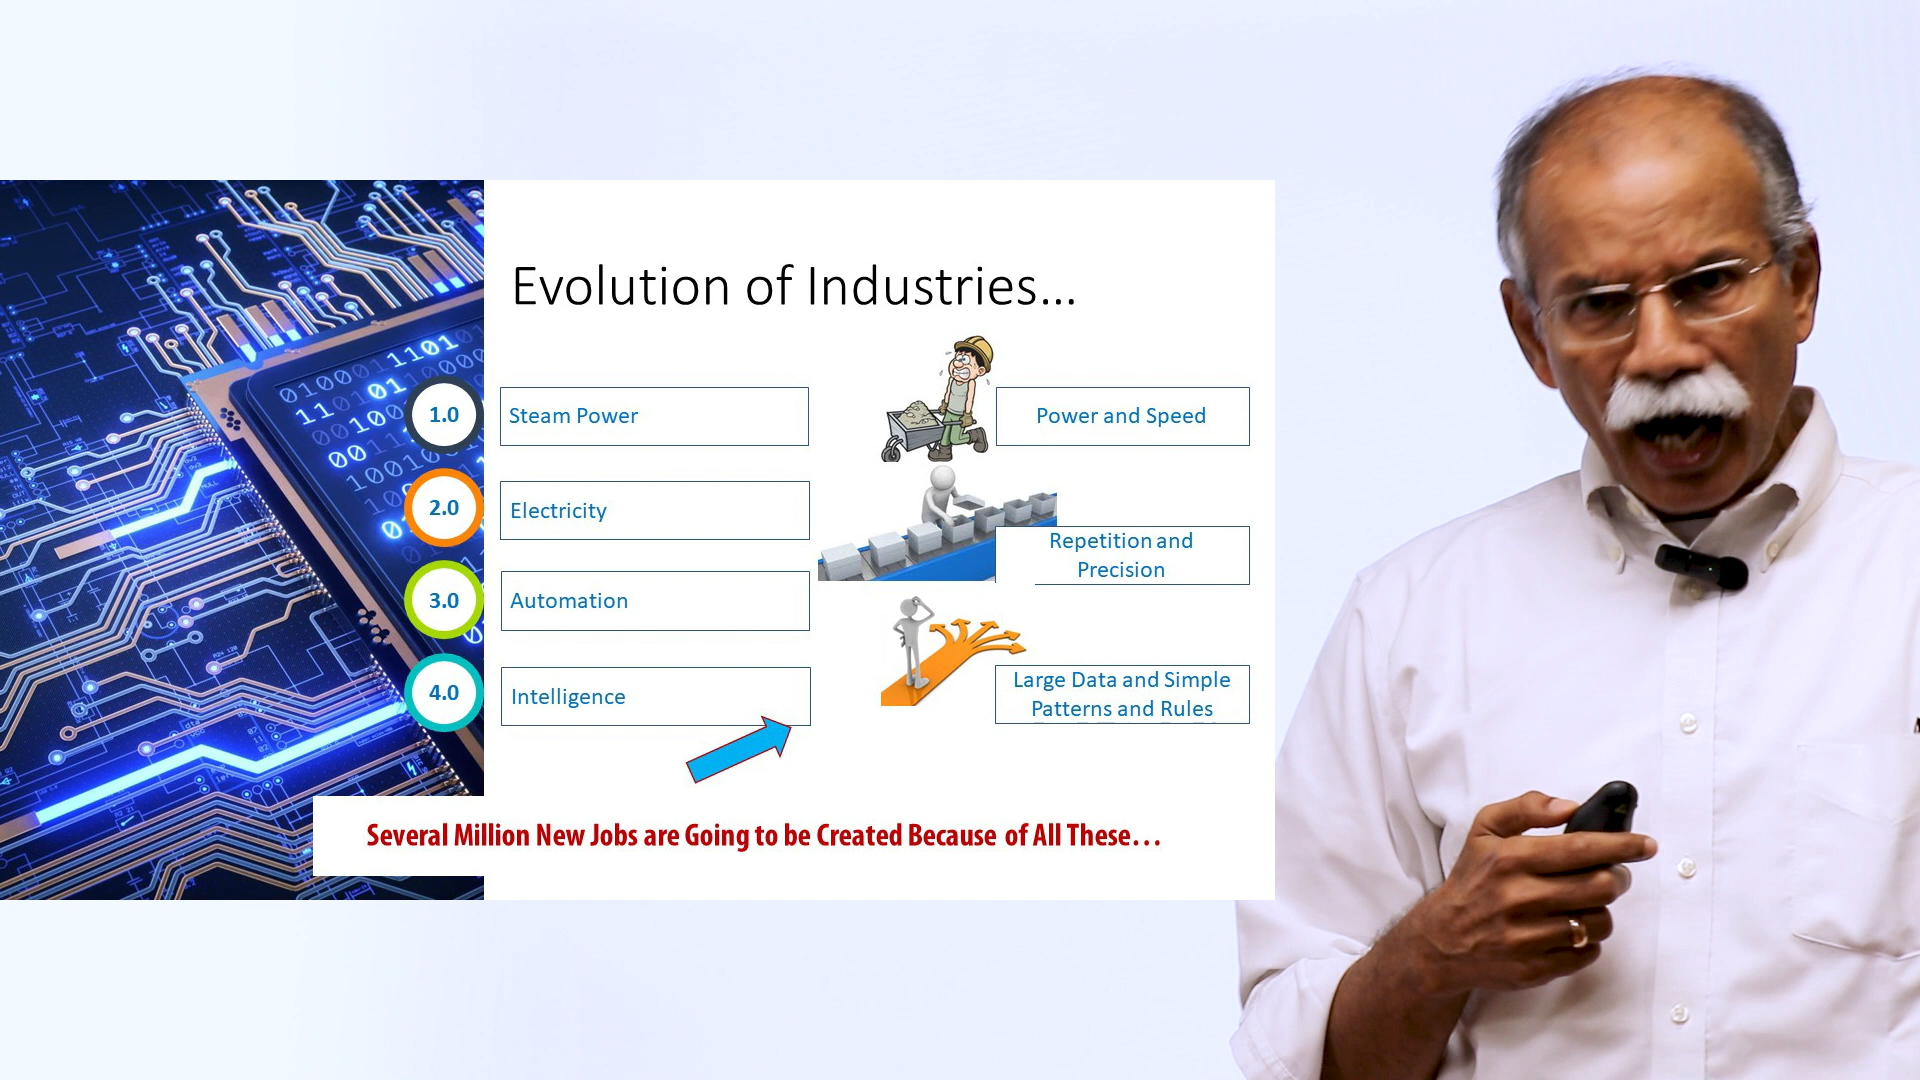 Evolution of Industries...
1.0
Steam Power
Power and Speed
2.0
Electricity
Repetition and
Precision
3.0
Automation
4.0
Intelligence
Large Data and Simple
Patterns and Rules
Several Million New Jobs are Going to be Created Because of All These...